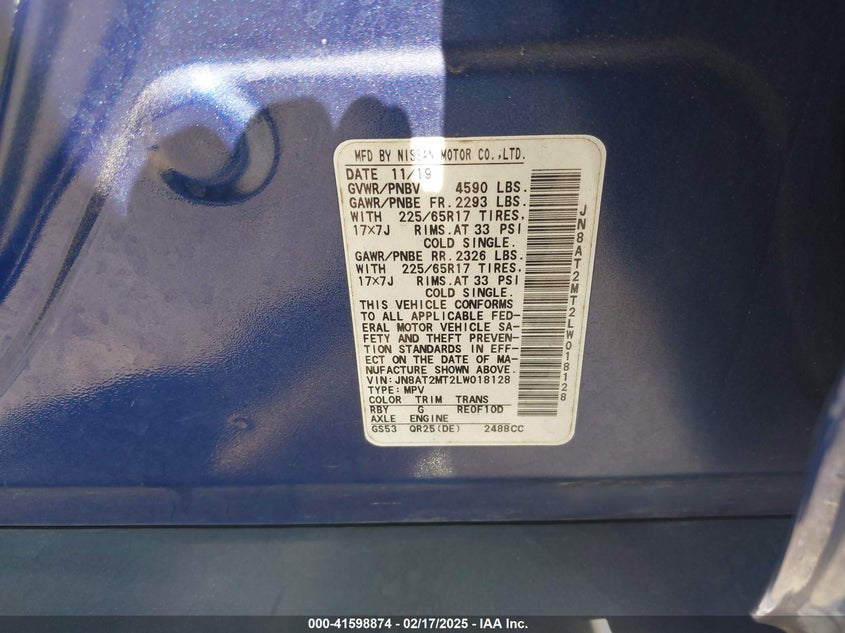 MFD BY NISSAN MOTOR CO.,LTD.
DATE 11/19
GVWR/PNBV 4590 LBS.
GAWR/PNBE FR. 2293 LBS.
WITH 225/65R17 TIRES,
17×7J RIMS.AT 33 PSI
COLD SINGLE.
GAWR/PNBE RR. 2326 LBS.
WITH 225/65R17 TIRES,
17×7J RIMS.AT 33 PSI
COLD SINGLE.
THIS VEHICLE CONFORMS
TO ALL APPLICABLE FED-
ERAL MOTOR VEHICLE SA-
FETY AND THEFT PREVEN-
TION STANDARDS IN EFF-
ECT ON THE DATE OF MA-
NUFACTURE SHOWN ABOVE.
VIN:JN8AT2MT2LW018128
TYPE:MPV
COLOR TRIM TRANS
RBY G RE0F10D
AXLE ENGINE
GS53 QR25(DE) 2488CC
JN8AT2MT2LW018128
000-41598874 - 02/17/2025 - IAA Inc.